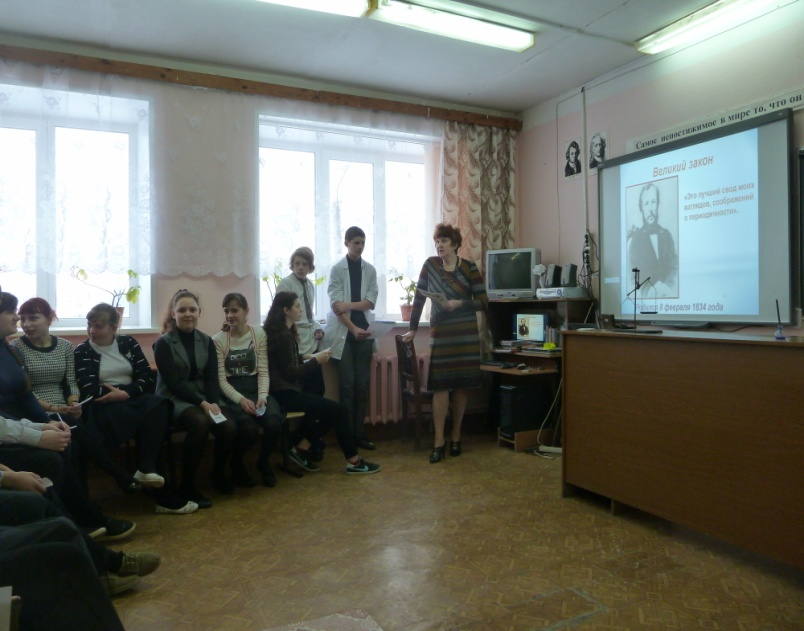 Самое непостижимое в мире то, что он
Великий закон
«Это лучший свод моих
взглядов, соображений
о периодичности».
8 февраля 1834 года